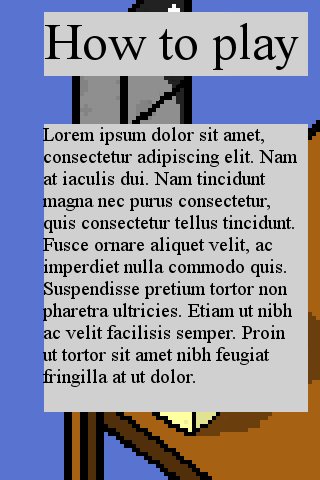 How to play
Lorem ipsum dolor sit amet,
consectetur adipiscing elit. Nam
at iaculis dui. Nam tincidunt
magna nec purus consectetur,
quis consectetur tellus tincidunt.
Fusce ornare aliquet velit, ac
imperdiet nulla commodo quis.
Suspendisse pretium tortor non
pharetra ultricies. Etiam ut nibh
ac velit facilisis semper. Proin
ut tortor sit amet nibh feugiat
fringilla at ut dolor.